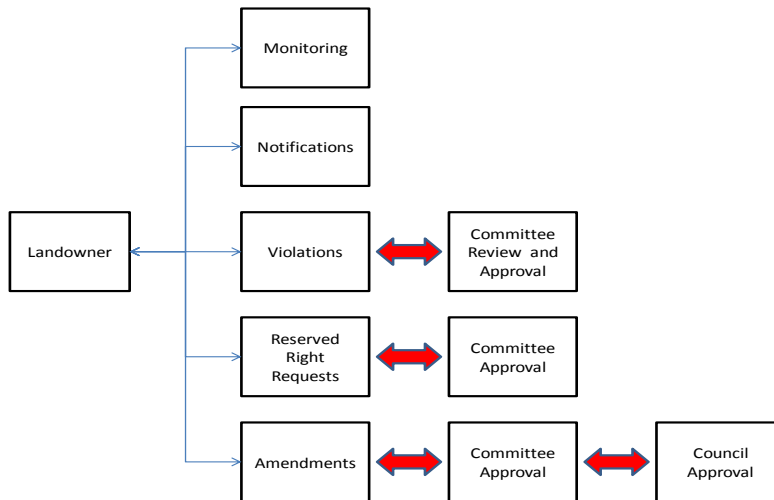 Monitoring
Notifications
Landowner
Violations
Committee
Review and
Approval
Reserved
Right
Requests
Committee
Approval
Amendments
Committee
Approval
Council
Approval